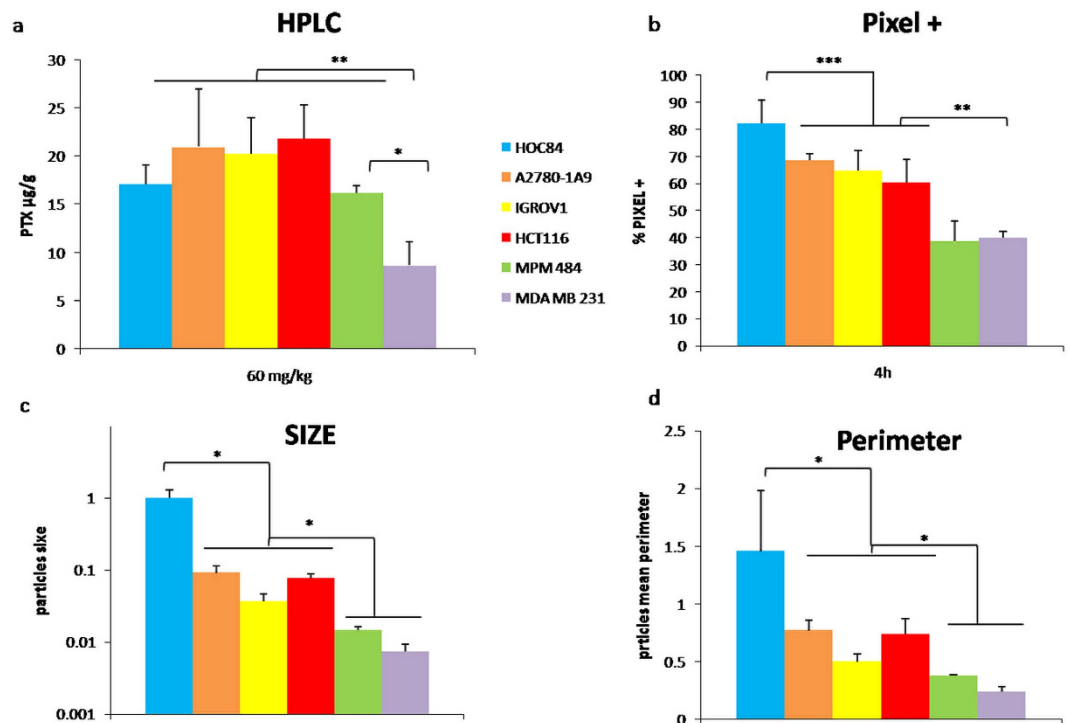 a
HPLC
PTX µg/g
30
25
20
15
10
5
0
**
*
60 mg/kg
HOC84
A2780-1A9
IGROV1
HCT116
MPM 484
MDA MB 231
b
Pixel +
% PIXEL +
100
90
80
70
60
50
40
30
20
10
0
***
**
4h
c
SIZE
particles sixe
1
0.1
0.01
0.001
*
*
d
Perimeter
prticles mean perimeter
2.5
2
1.5
1
0.5
0
*
*